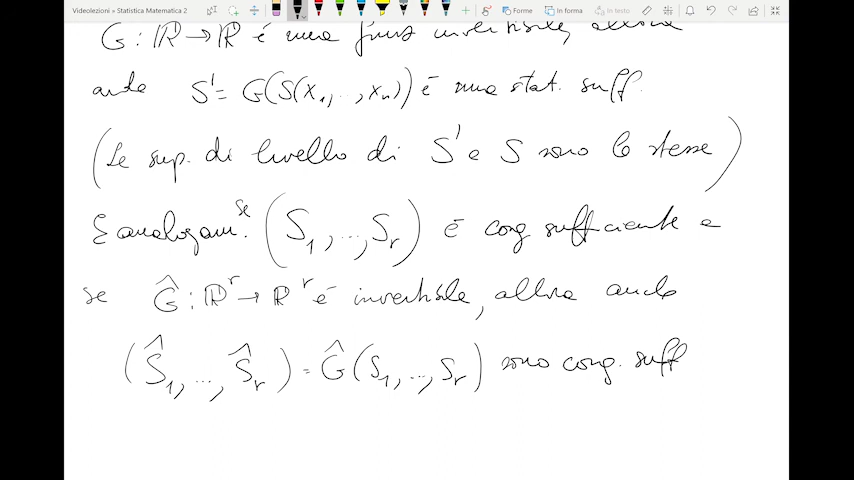 Videolezioni > Statistica Matematica 2
Forme
In forma
In testo
G : ℝ → ℝ è una funz invertibile, allora
anche S' = G(S(X₁, ..., Xₙ)) è una stat. suff.
(Le sup. di livello di S' e S sono le stesse)
E analogam. se (S₁, ..., Sᵣ) è cong sufficiente e
se Ĝ : ℝʳ → ℝʳ è invertibile, allora anche
(Ŝ₁, ..., Ŝᵣ) = Ĝ(S₁, ..., Sᵣ) sono cong. suff